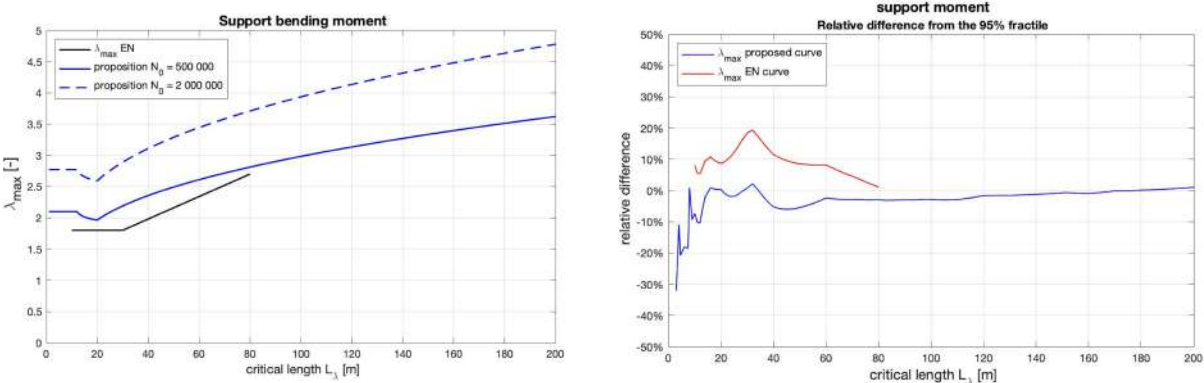 Support bending moment
5
4,5
4
3.5
3
2.5
2
1.5
1
0.5
0
λmax [-]
λmax EN
proposition N0 = 500 000
proposition N0 = 2 000 000
0 20 40 60 80 100 120 140 160 180 200
critical length Lλ [m]
support moment
Relative difference from the 95% fractile
50%
40%
30%
20%
10%
0%
-10%
-20%
-30%
-40%
-50%
relative difference
λmax proposed curve
λmax EN curve
0 20 40 60 80 100 120 140 160 180 200
critical length Lλ [m]